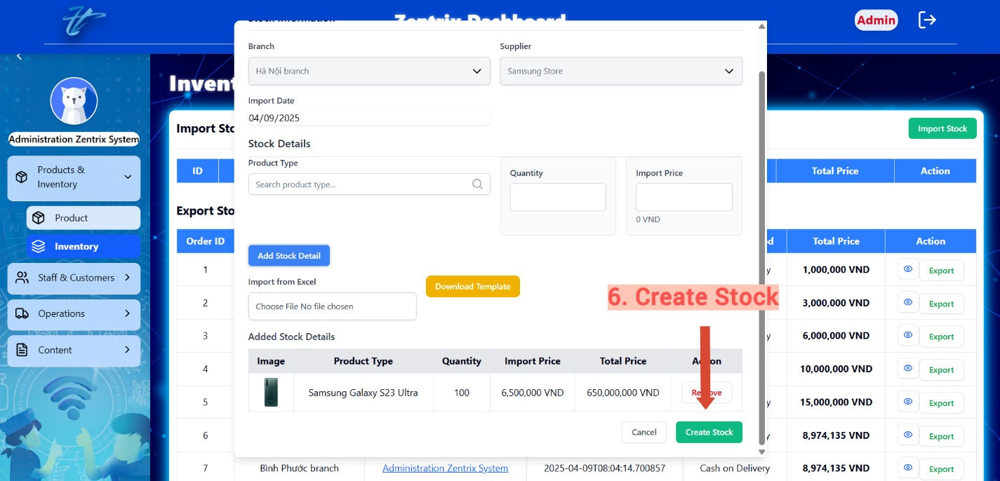 Zentrix Dashboard
Admin
Administration Zentrix System
Products &
Inventory
Product
Inventory
Staff & Customers
Operations
Content
Import Stock
ID
Total Price
Action
Order ID
Total Price
Action
1
1,000,000 VND
Export
2
3,000,000 VND
Export
3
6,000,000 VND
Export
4
10,000,000 VND
Export
5
15,000,000 VND
Export
6
8,974,135 VND
Export
7
Bình Phước branch
Administration Zentrix System
2025-04-09T08:04:14.700857
Cash on Delivery
8,974,135 VND
Export
Stock Information
Branch
Supplier
Hà Nội branch
Samsung Store
Import Date
04/09/2025
Stock Details
Product Type
Quantity
Import Price
Search product type...
0 VND
Add Stock Detail
Import from Excel
Download Template
Choose File No file chosen
6. Create Stock
Added Stock Details
Image
Product Type
Quantity
Import Price
Total Price
Action
Samsung Galaxy S23 Ultra
100
6,500,000 VND
650,000,000 VND
Remove
Cancel
Create Stock